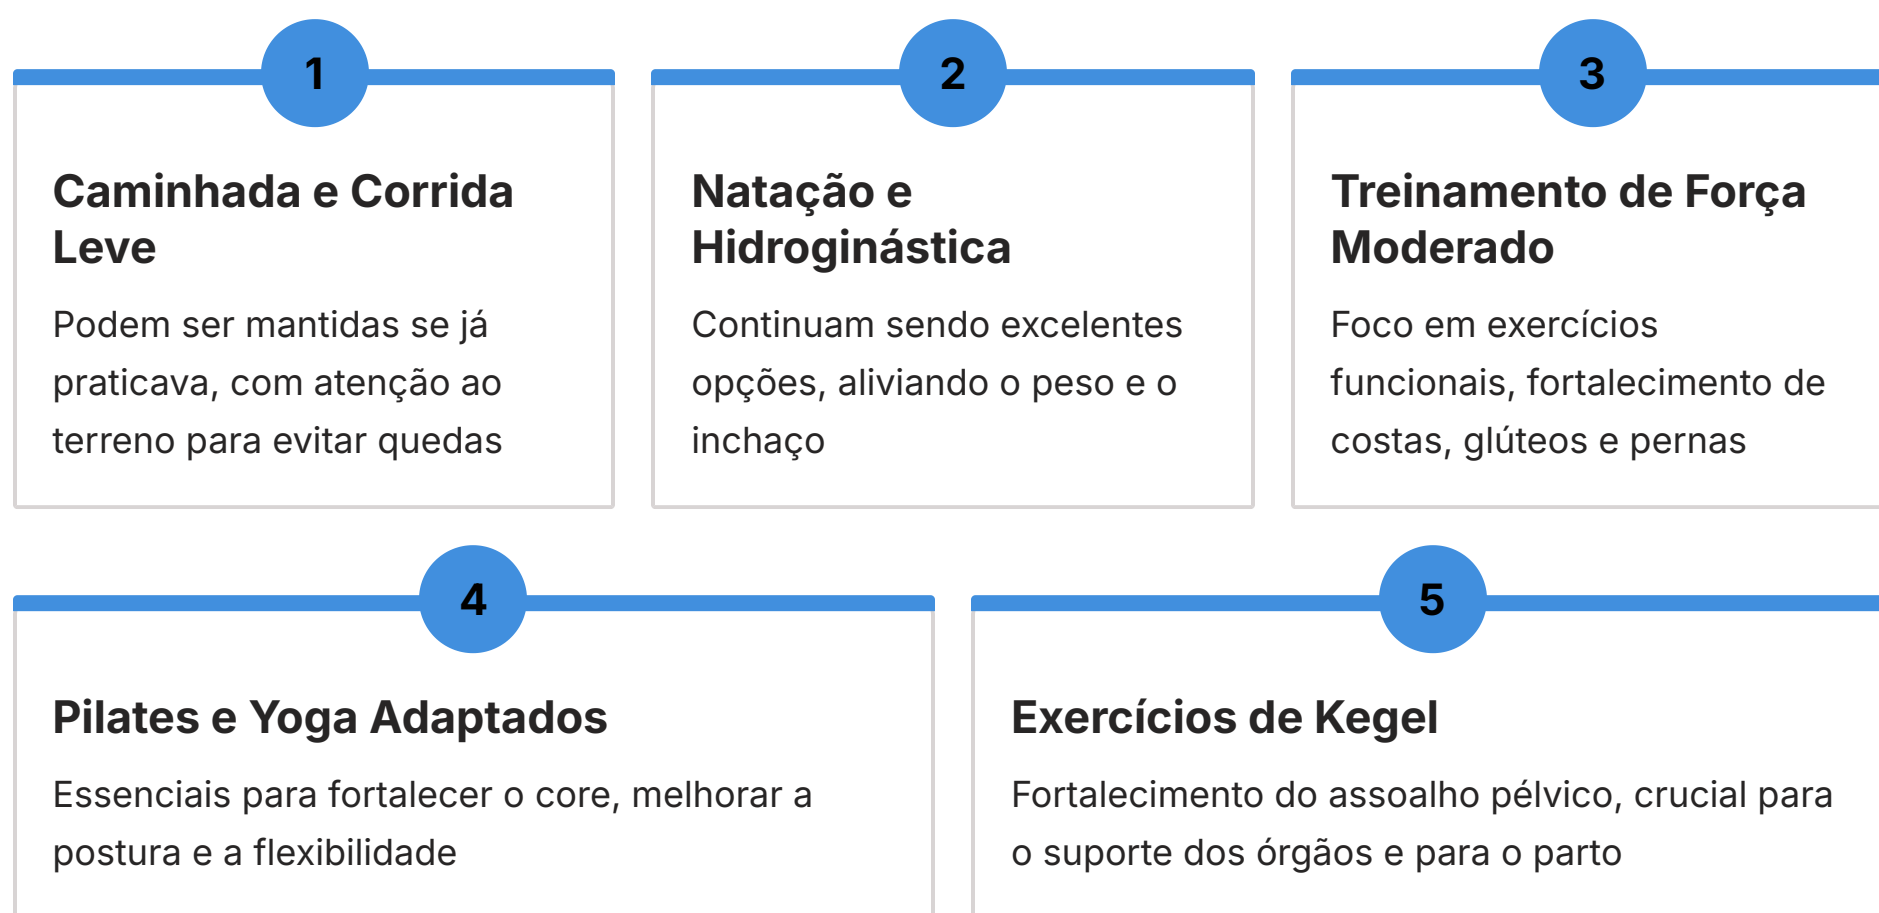 1
Caminhada e Corrida
Leve
Podem ser mantidas se já
praticava, com atenção ao
terreno para evitar quedas
2
Natação e
Hidroginástica
Continuam sendo excelentes
opções, aliviando o peso e o
inchaço
3
Treinamento de Força
Moderado
Foco em exercícios
funcionais, fortalecimento de
costas, glúteos e pernas
4
Pilates e Yoga Adaptados
Essenciais para fortalecer o core, melhorar a
postura e a flexibilidade
5
Exercícios de Kegel
Fortalecimento do assoalho pélvico, crucial para
o suporte dos órgãos e para o parto